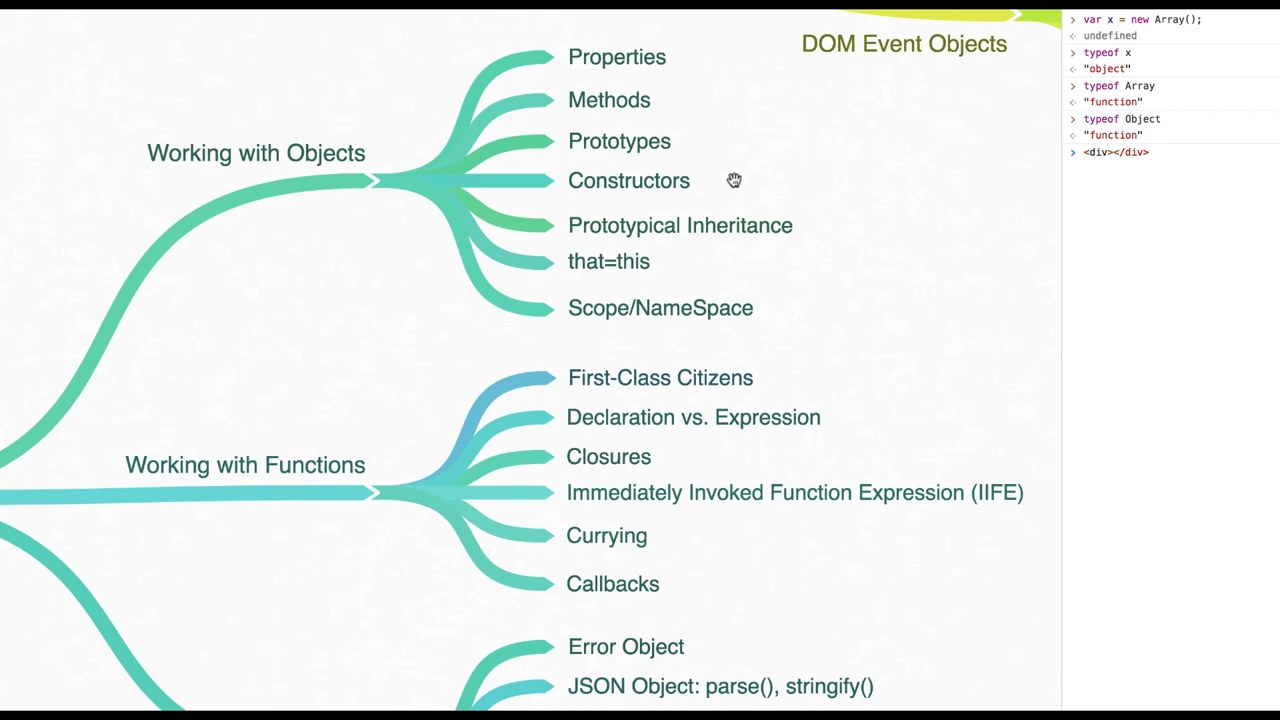 DOM Event Objects
Working with Objects
Properties
Methods
Prototypes
Constructors
Prototypical Inheritance
that=this
Scope/NameSpace
Working with Functions
First-Class Citizens
Declaration vs. Expression
Closures
Immediately Invoked Function Expression (IIFE)
Currying
Callbacks
Error Object
JSON Object: parse(), stringify()
> var x = new Array();
< undefined
> typeof x
< "object"
> typeof Array
< "function"
> typeof Object
< "function"
> <div></div>